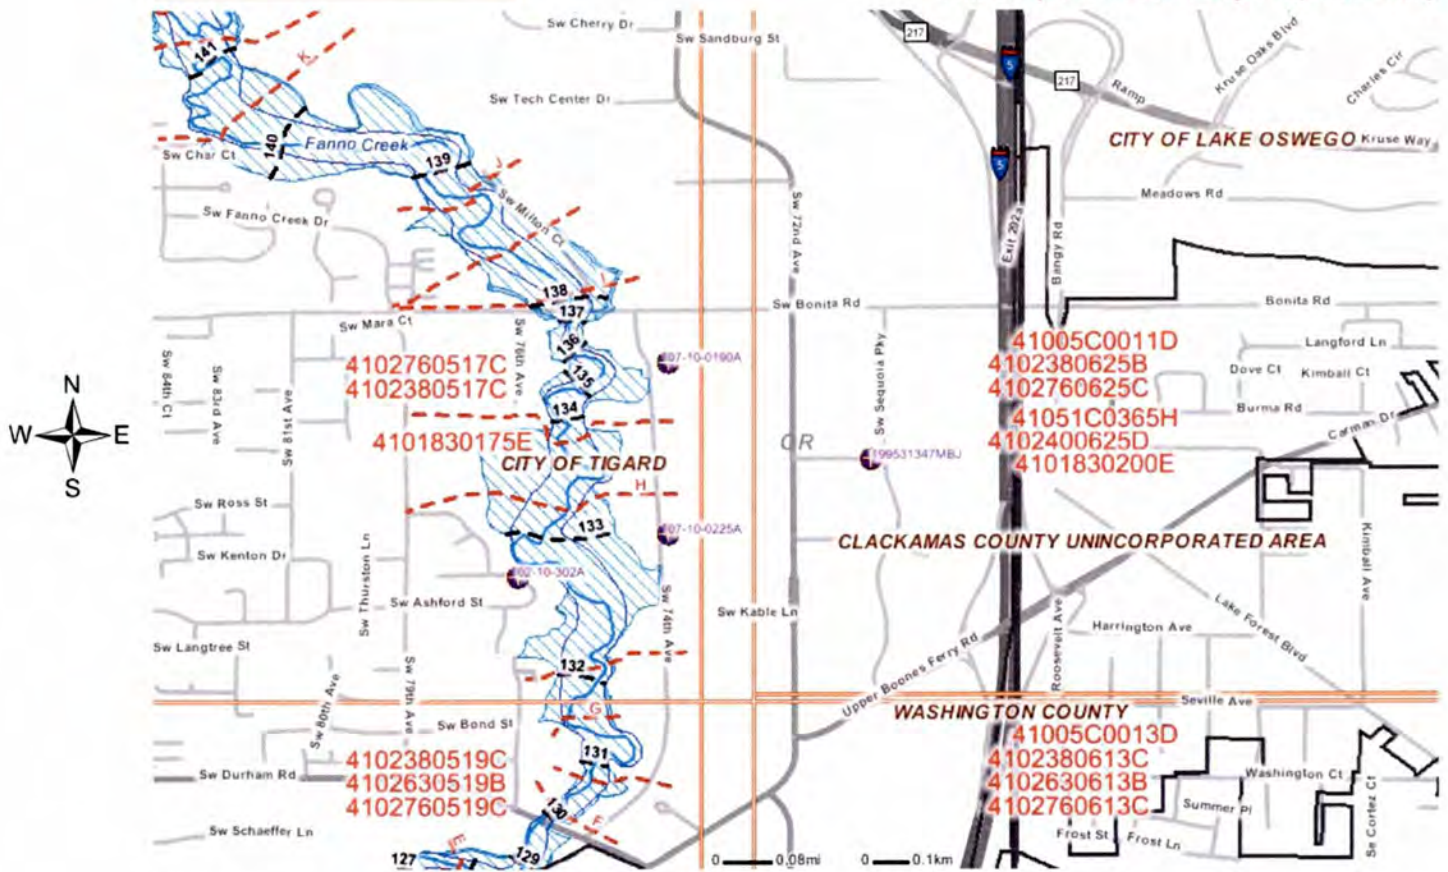 Sw Cherry Dr
Sw Sandburg St
217
5
217
Ramp
Kruse Oaks Blvd
Charles Cir
141
K
Sw Tech Center Dr
CITY OF LAKE OSWEGO
Kruse Way
Fanno Creek
140
139
Sw Char Ct
5
J
Meadows Rd
Sw Milton Ct
Sw Fanno Creek Dr
Sw 72nd Ave
Exit 292a
Bangy Rd
138
I
Sw Bonita Rd
Bonita Rd
137
Sw Mara Ct
136
41005C0011D
Langford Ln
4102760517C
4102380625B
Dove Ct
Kimball Ct
4102380517C
4102760625C
135
Sw 84th Ct
Sw 83rd Ave
Sw 81st Ave
Sw 76th Ave
Sw Sequoria Pky
134
41051C0365H
Burma Rd
Carman Dr
4101830175E
OR
4102400625D
CITY OF TIGARD
199531347MBJ
4101830200E
N
W
E
S
H
Sw Ross St
133
07-10-0225A
Sw Kenton Dr
CLACKAMAS COUNTY UNINCORPORATED AREA
Sw Thurston Ln
02-10-302A
Kimball Ave
Sw Ashford St
Sw 74th Ave
Sw Kable Ln
Roosevelt Ave
Harrington Ave
Lake Forest Blvd
Sw Langtree St
132
Upper Boones Ferry Rd
Sw 80th Ave
Sw 79th Ave
G
Seville Ave
WASHINGTON COUNTY
Sw Bond St
41005C0013D
131
4102380519C
4102380613C
Sw Durham Rd
4102630519B
4102630613B
Washington Ct
4102760519C
4102760613C
Summer Pl
130
F
Sw Schaeffer Ln
Frost St
Frost Ln
Se Cortez Ct
E
127
129
0
0.08mi
0
0.1km